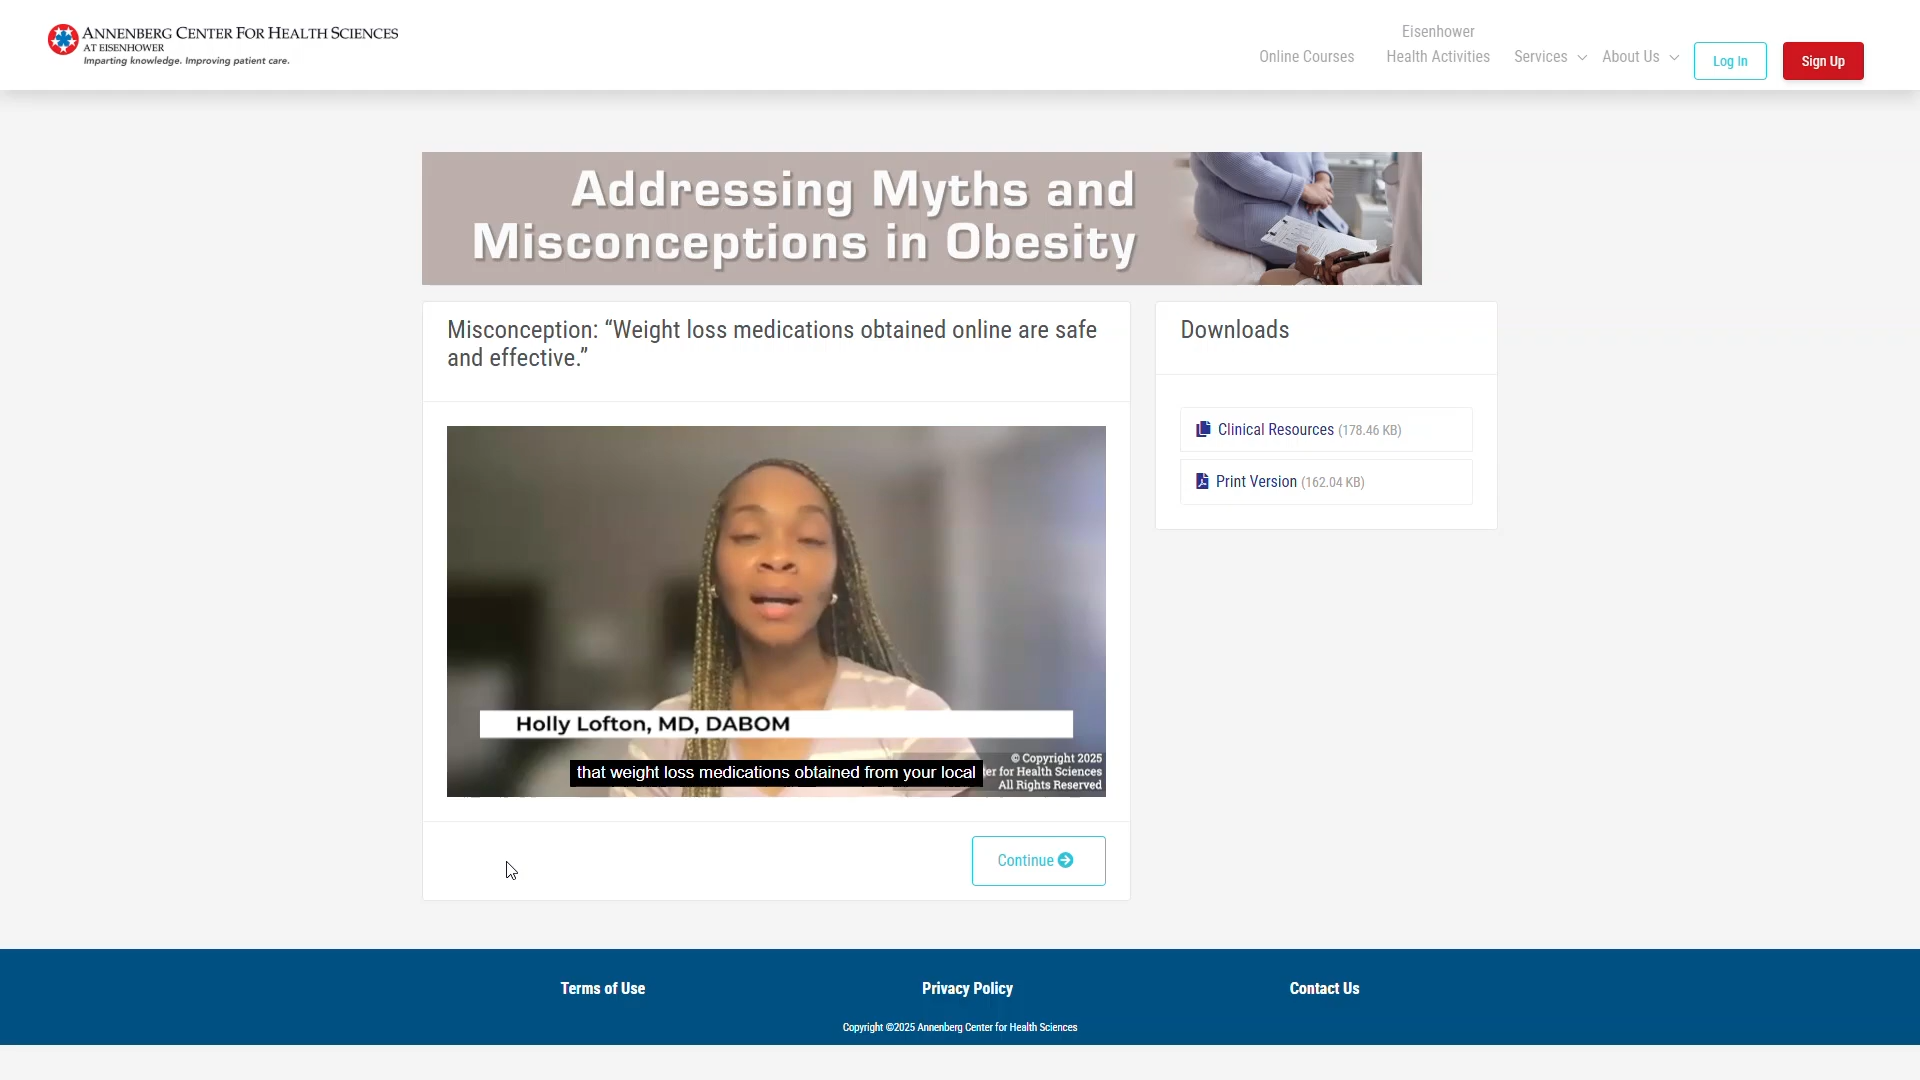 ANNENBERG CENTER FOR HEALTH SCIENCES
AT EISENHOWER
Imparting knowledge. Improving patient care.
Online Courses
Eisenhower
Health Activities
Services
About Us
Log In
Sign Up
Addressing Myths and
Misconceptions in Obesity
Misconception: “Weight loss medications obtained online are safe
and effective.”
Holly Lofton, MD, DABOM
that weight loss medications obtained from your local
© Copyright 2025
for Health Sciences
All Rights Reserved
Continue
Downloads
Clinical Resources (178.46 KB)
Print Version (162.04 KB)
Terms of Use
Privacy Policy
Contact Us
Copyright ©2025 Annenberg Center for Health Sciences